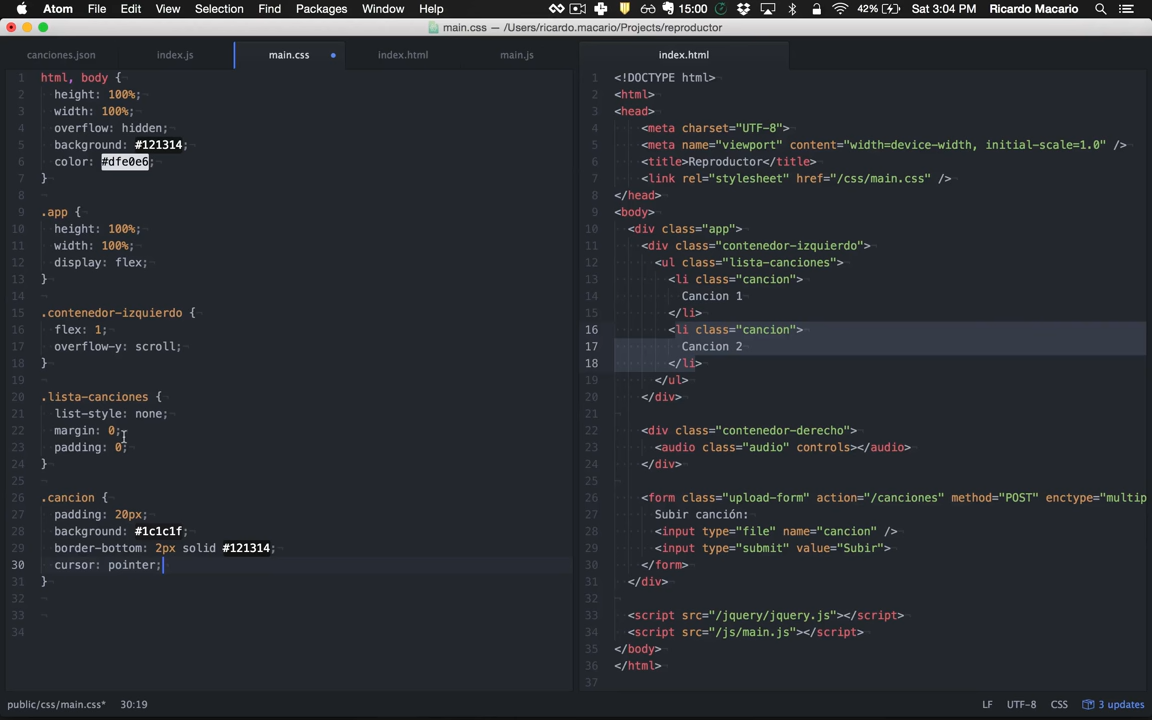 Atom File Edit View Selection Find Packages Window Help 15:00 42% Sat 3:04 PM Ricardo Macario
main.css — /Users/ricardo.macario/Projects/reproductor
canciones.json index.js main.css index.html main.js index.html
1 html, body {
2 height: 100%;
3 width: 100%;
4 overflow: hidden;
5 background: #121314;
6 color: #dfe0e6;
7 }
8
9 .app {
10 height: 100%;
11 width: 100%;
12 display: flex;
13 }
14
15 .contenedor-izquierdo {
16 flex: 1;
17 overflow-y: scroll;
18 }
19
20 .lista-canciones {
21 list-style: none;
22 margin: 0;
23 padding: 0;
24 }
25
26 .cancion {
27 padding: 20px;
28 background: #1c1c1f;
29 border-bottom: 2px solid #121314;
30 cursor: pointer;
31 }
32
33
34
1 <!DOCTYPE html>
2 <html>
3 <head>
4 <meta charset="UTF-8">
5 <meta name="viewport" content="width=device-width, initial-scale=1.0" />
6 <title>Reproductor</title>
7 <link rel="stylesheet" href="/css/main.css" />
8 </head>
9 <body>
10 <div class="app">
11 <div class="contenedor-izquierdo">
12 <ul class="lista-canciones">
13 <li class="cancion">
14 Cancion 1
15 </li>
16 <li class="cancion">
17 Cancion 2
18 </li>
19 </ul>
20 </div>
21
22 <div class="contenedor-derecho">
23 <audio class="audio" controls></audio>
24 </div>
25
26 <form class="upload-form" action="/canciones" method="POST" enctype="multip
27 Subir canción:
28 <input type="file" name="cancion" />
29 <input type="submit" value="Subir">
30 </form>
31 </div>
32
33 <script src="/jquery/jquery.js"></script>
34 <script src="/js/main.js"></script>
35 </body>
36 </html>
37
public/css/main.css* 30:19 LF UTF-8 CSS 3 updates